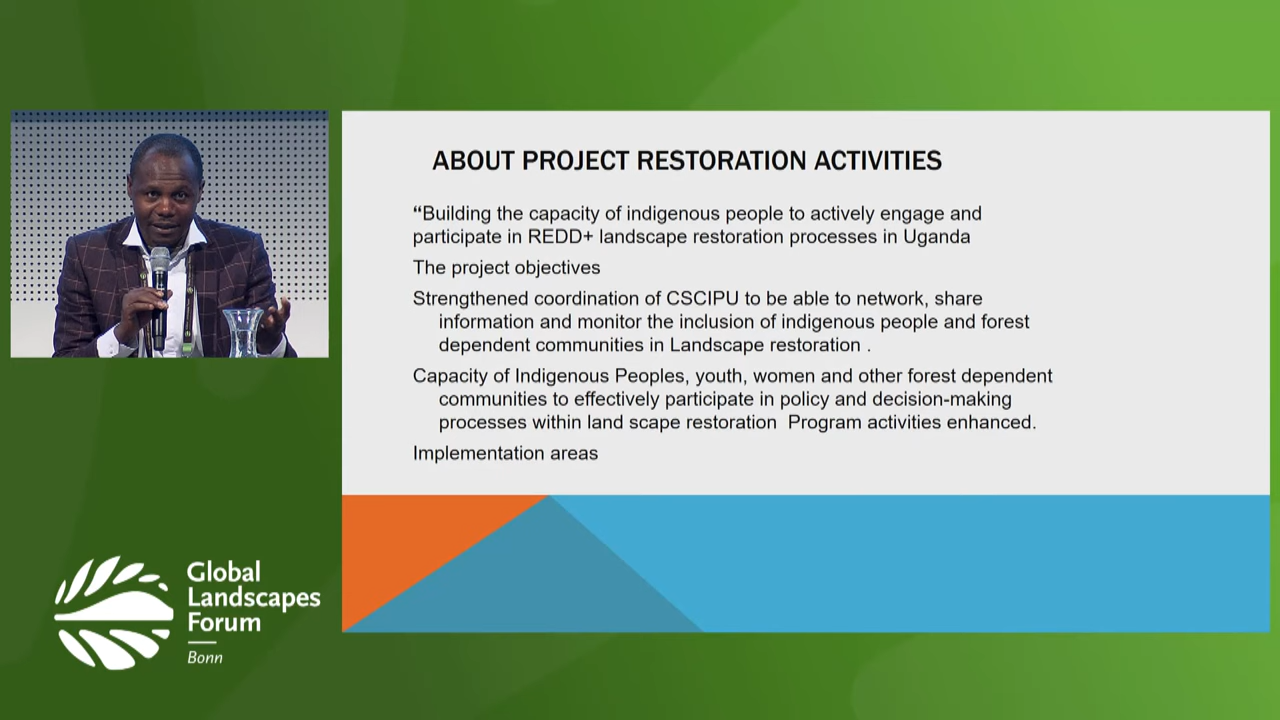 ABOUT PROJECT RESTORATION ACTIVITIES
“Building the capacity of indigenous people to actively engage and
participate in REDD+ landscape restoration processes in Uganda
The project objectives
Strengthened coordination of CSCIPU to be able to network, share
information and monitor the inclusion of indigenous people and forest
dependent communities in Landscape restoration .
Capacity of Indigenous Peoples, youth, women and other forest dependent
communities to effectively participate in policy and decision-making
processes within land scape restoration Program activities enhanced.
Implementation areas
Global
Landscapes
Forum
Bonn